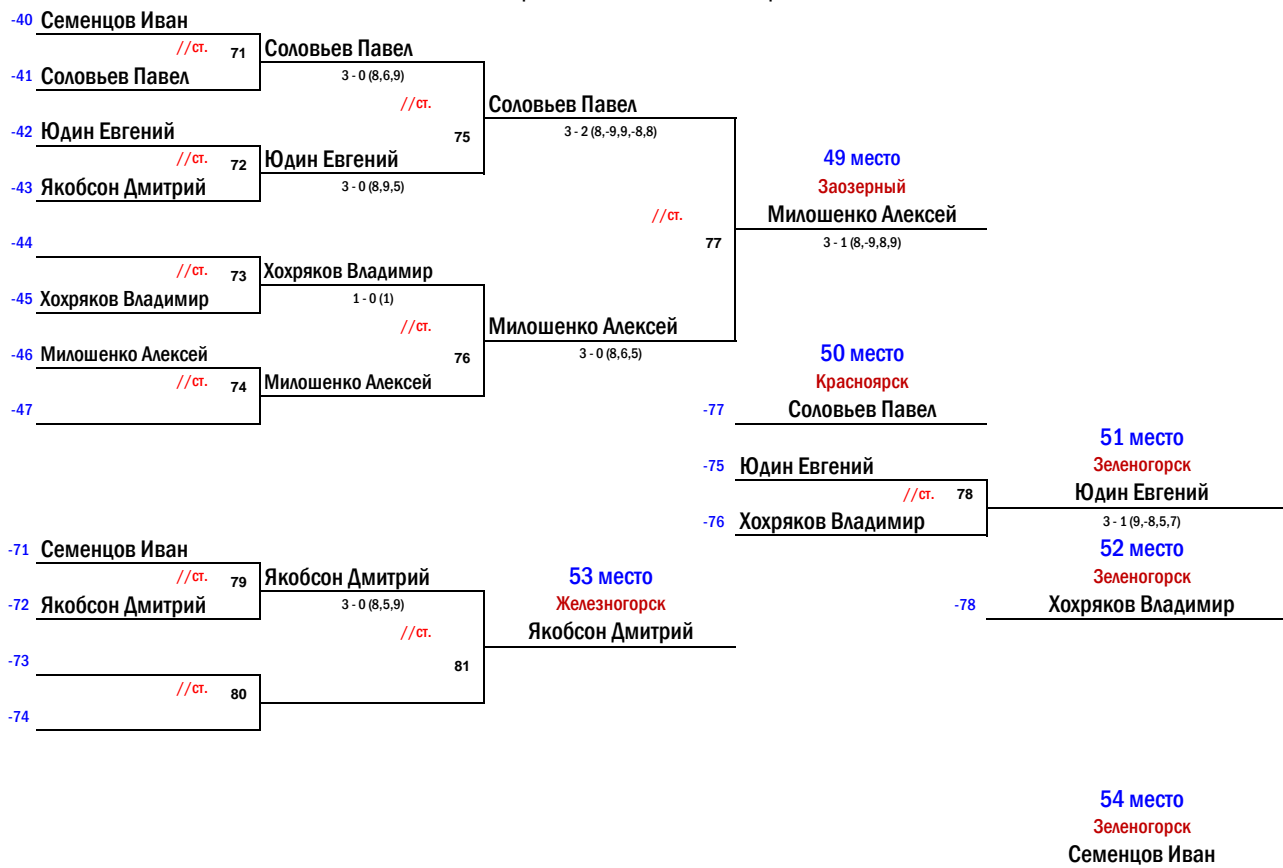 -40 Семенцов Иван
//ст. 71 Соловьев Павел
-41 Соловьев Павел 3 - 0 (8,6,9)
//ст. Соловьев Павел
-42 Юдин Евгений 75 3 - 2 (8,-9,9,-8,8)
//ст. 72 Юдин Евгений 49 место
-43 Якобсон Дмитрий 3 - 0 (8,9,5) Заозерный
//ст. Милошенко Алексей
-44 77 3 - 1 (8,-9,8,9)
//ст. 73 Хохряков Владимир
-45 Хохряков Владимир 1 - 0 (1)
//ст. Милошенко Алексей
-46 Милошенко Алексей 76 3 - 0 (8,6,5) 50 место
//ст. 74 Милошенко Алексей Красноярск
-47 -77 Соловьев Павел
51 место
-75 Юдин Евгений Зеленогорск
//ст. 78 Юдин Евгений
-76 Хохряков Владимир 3 - 1 (9,-8,5,7)
-71 Семенцов Иван 52 место
//ст. 79 Якобсон Дмитрий 53 место Зеленогорск
-72 Якобсон Дмитрий 3 - 0 (8,5,9) Железногорск -78 Хохряков Владимир
//ст. Якобсон Дмитрий
-73 81
//ст. 80
-74
54 место
Зеленогорск
Семенцов Иван